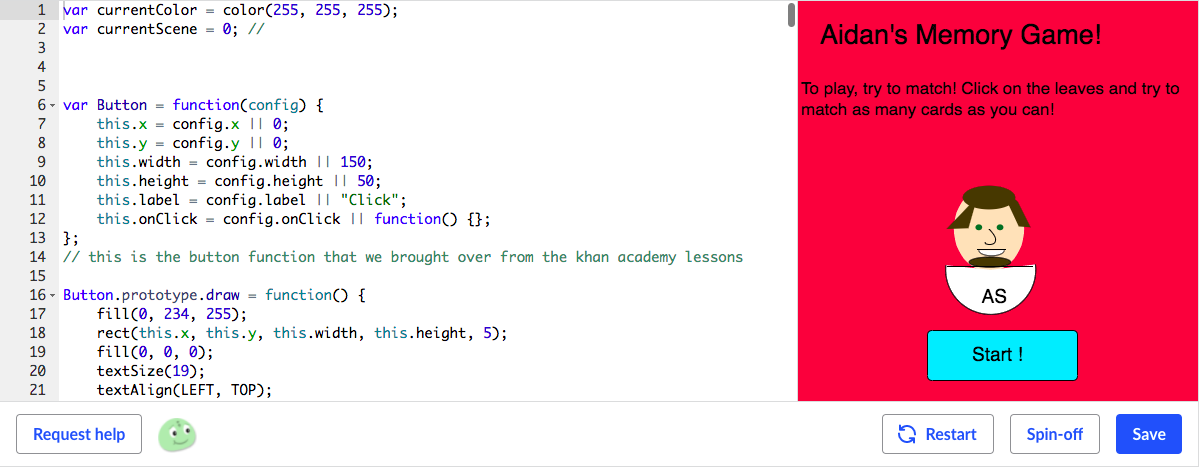 1 var currentColor = color(255, 255, 255);
2 var currentScene = 0; //
3
4
5
6 var Button = function(config) {
7 this.x = config.x || 0;
8 this.y = config.y || 0;
9 this.width = config.width || 150;
10 this.height = config.height || 50;
11 this.label = config.label || "Click";
12 this.onClick = config.onClick || function() {};
13 };
14 // this is the button function that we brought over from the khan academy lessons
15
16 Button.prototype.draw = function() {
17 fill(0, 234, 255);
18 rect(this.x, this.y, this.width, this.height, 5);
19 fill(0, 0, 0);
20 textSize(19);
21 textAlign(LEFT, TOP);
Aidan's Memory Game!
To play, try to match! Click on the leaves and try to
match as many cards as you can!
AS
Start !
Request help
Restart
Spin-off
Save